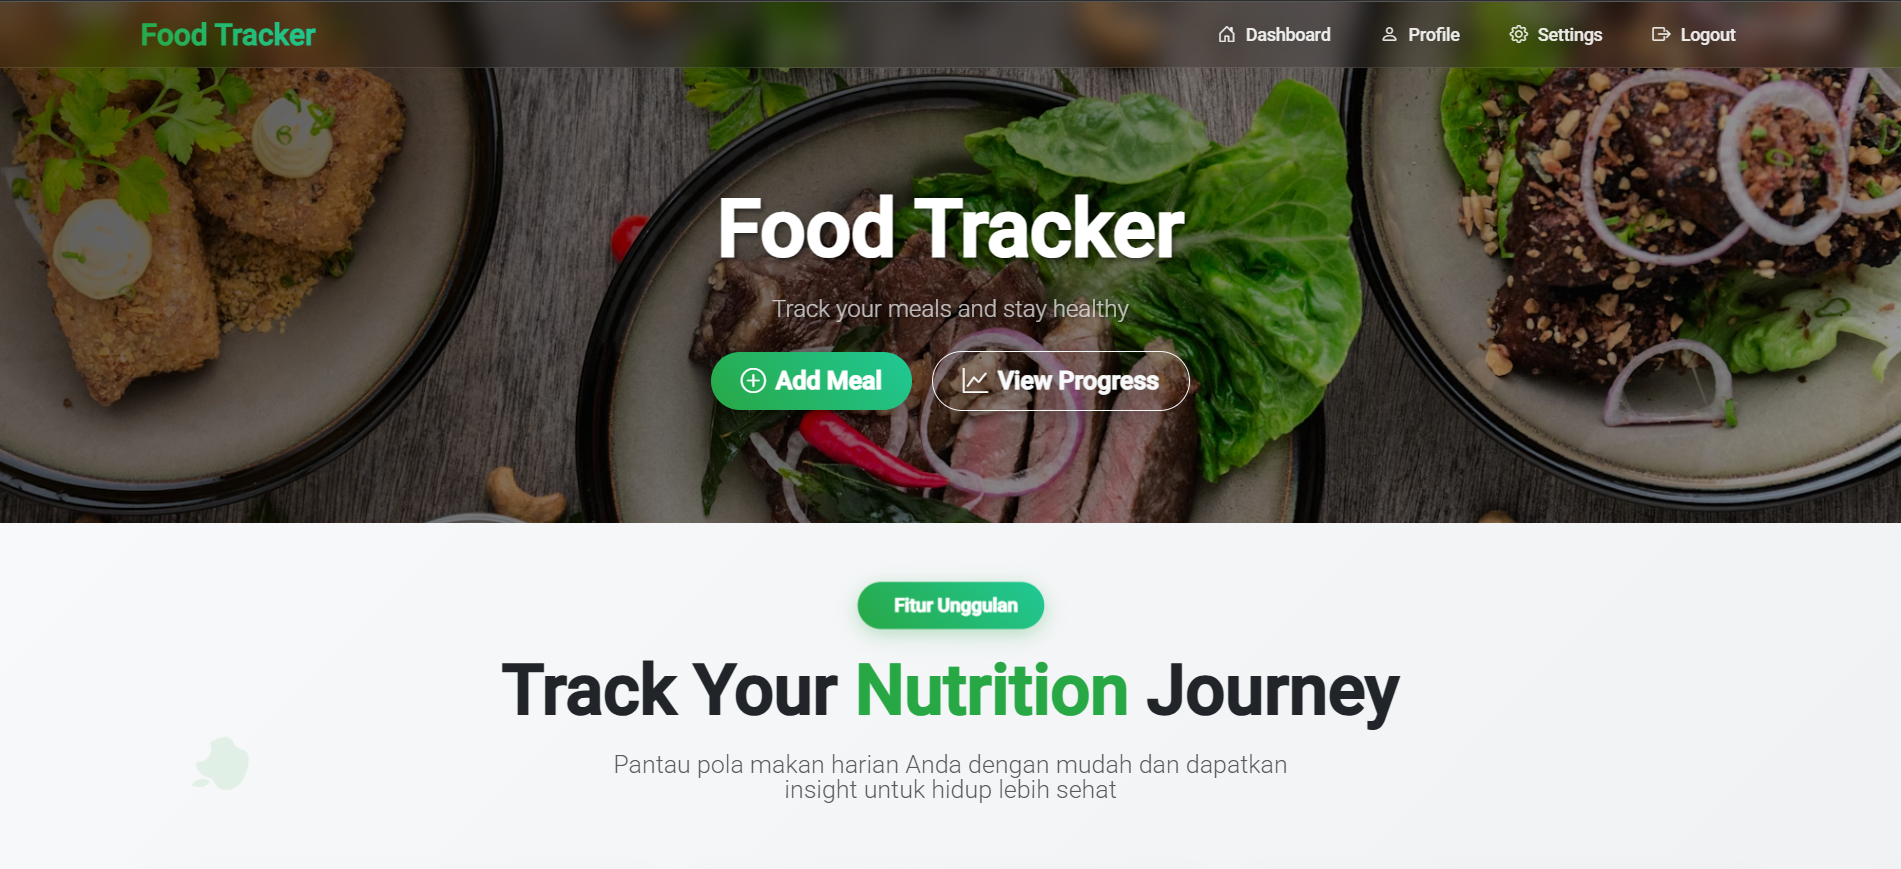 Food Tracker
Dashboard
Profile
Settings
Logout
Food Tracker
Track your meals and stay healthy
Add Meal
View Progress
Fitur Unggulan
Track Your Nutrition Journey
Pantau pola makan harian Anda dengan mudah dan dapatkan
insight untuk hidup lebih sehat